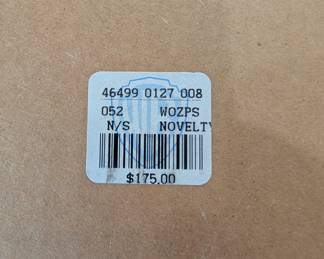 46499 0127 008
052 WOZPS
N/S NOVELTY
$175.00